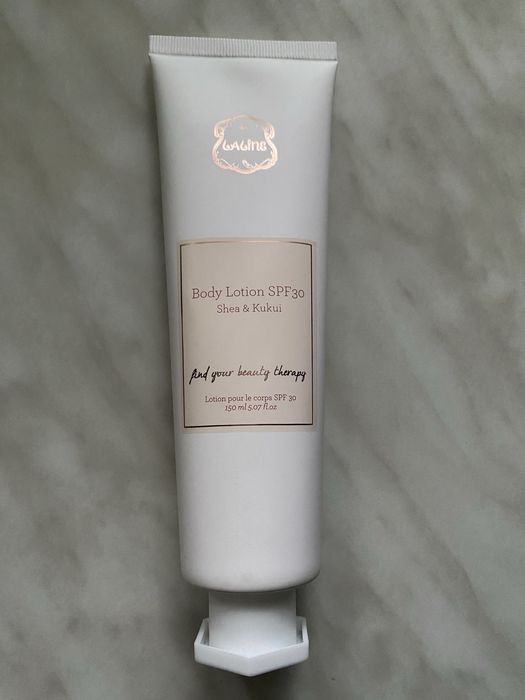 LALINE
Body Lotion SPF30
Shea & Kukui
find your beauty therapy
Lotion pour le corps SPF 30
150 ml 5.07 fl.oz